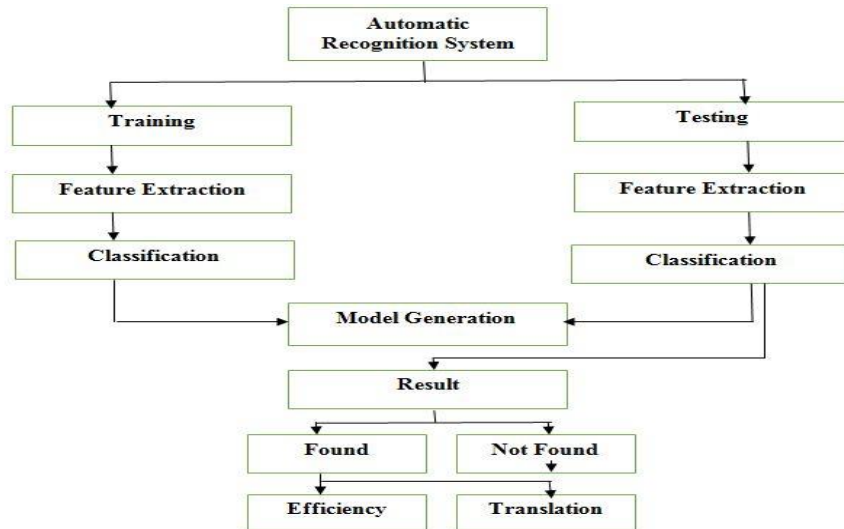 Automatic
Recognition System
Training
Testing
Feature Extraction
Feature Extraction
Classification
Classification
Model Generation
Result
Found
Not Found
Efficiency
Translation